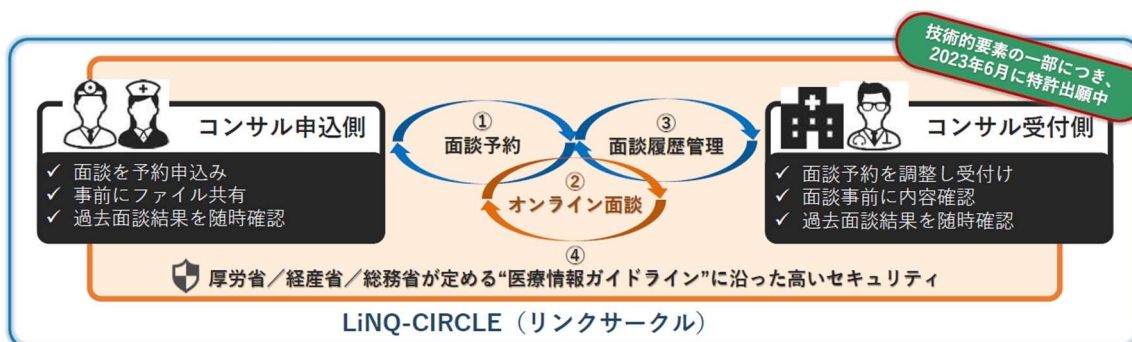 技術的要素の一部につき、
2023年6月に特許出願中
コンサル申込側
✓ 面談を予約申込み
✓ 事前にファイル共有
✓ 過去面談結果を随時確認
①
面談予約
②
オンライン面談
③
面談履歴管理
コンサル受付側
✓ 面談予約を調整し受付け
✓ 面談事前に内容確認
✓ 過去面談結果を随時確認
④
厚労省／経産省／総務省が定める“医療情報ガイドライン”に沿った高いセキュリティ
LiNQ-CIRCLE（リンクサークル）